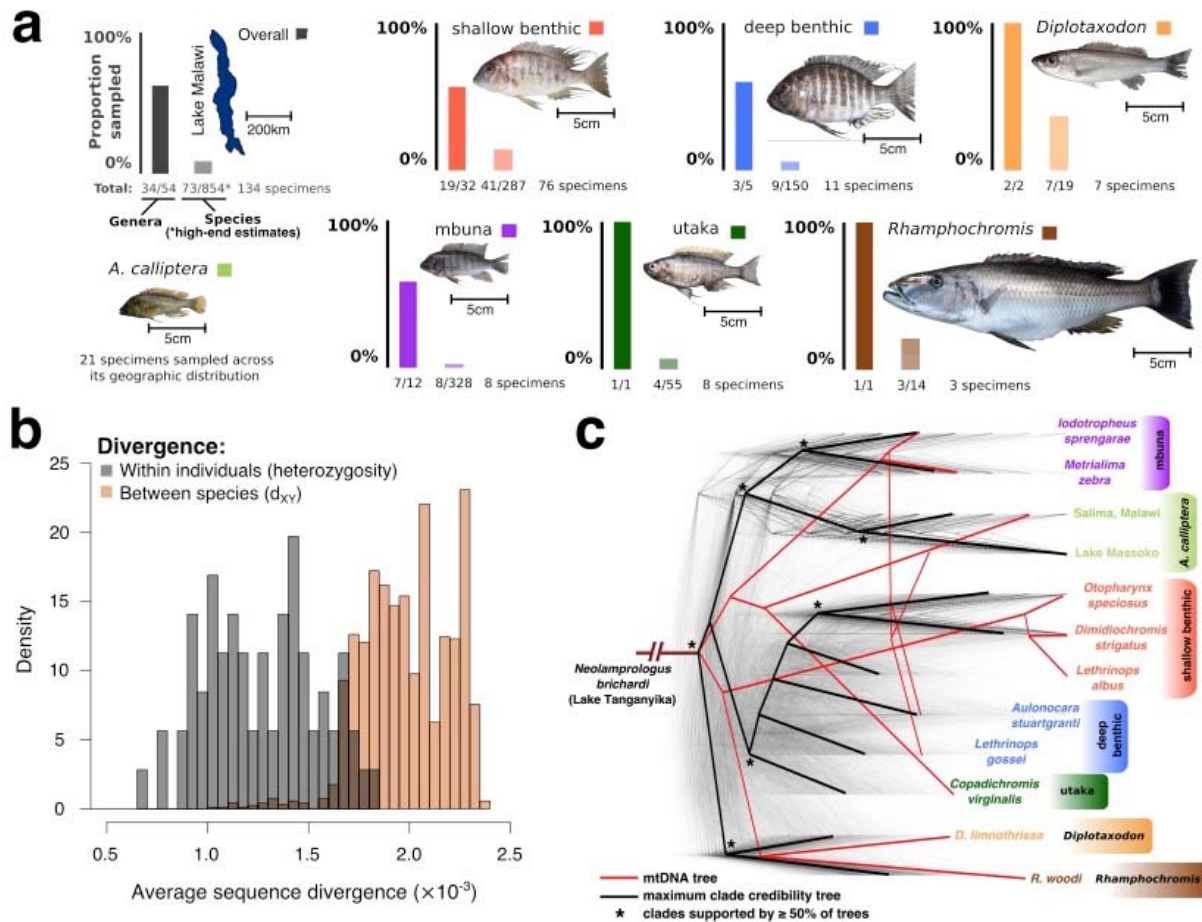 a
100%
Proportion
sampled
0%
Lake Malawi
Overall
200km
Total: 34/54 73/854* 134 specimens
Genera
Species
(*high-end estimates)
A. calliptera
5cm
21 specimens sampled across
its geographic distribution
100%
0%
shallow benthic
5cm
19/32 41/287 76 specimens
100%
0%
deep benthic
5cm
3/5 9/150 11 specimens
100%
0%
Diplotaxodon
5cm
2/2 7/19 7 specimens
100%
0%
mbuna
5cm
7/12 8/328 8 specimens
100%
0%
utaka
5cm
1/1 4/55 8 specimens
100%
0%
Rhamphochromis
5cm
1/1 3/14 3 specimens
b
Divergence:
Within individuals (heterozygosity)
Between species (dXY)
Density
25
20
15
10
5
0
0.5 1.0 1.5 2.0 2.5
Average sequence divergence (×10-3)
c
Neolamprologus
brichardi
(Lake Tanganyika)
*
*
*
*
*
*
*
Iodotropheus
sprengarae
Metrialima
zebra
mbuna
Salima, Malawi
Lake Massoko
A. calliptera
Otopharynx
speciosus
Dimidiochromis
strigatus
Lethrinops
albus
shallow benthic
Aulonocara
stuartgranti
Lethrinops
gossei
deep
benthic
Copadichromis
virginalis
utaka
D. limnothrissa
Diplotaxodon
R. woodi
Rhamphochromis
mtDNA tree
maximum clade credibility tree
* clades supported by ≥ 50% of trees